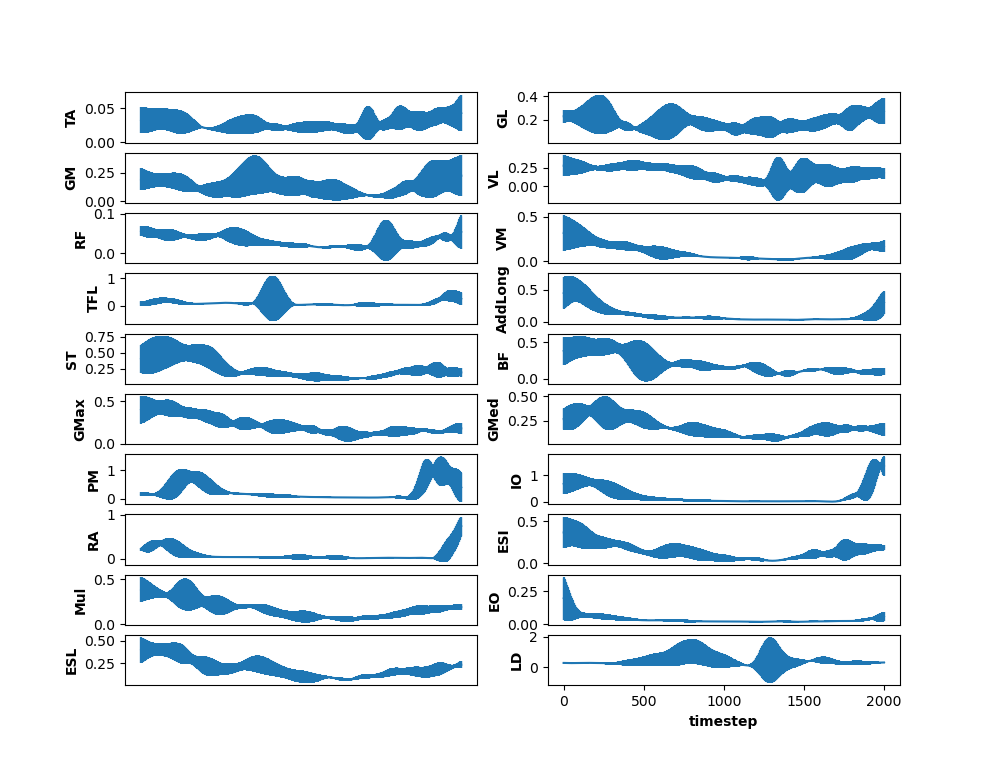 TA 0.05 0.00
GL 0.4 0.2
GM 0.25 0.00
VL 0.25 0.00
RF 0.1 0.0
VM 0.5 0.0
TFL 1 0
AddLong 0.5 0.0
ST 0.75 0.50 0.25
BF 0.5 0.0
GMax 0.5 0.0
GMed 0.50 0.25
PM 1 0
IO 1 0
RA 1 0
ESI 0.5 0.0
Mul 0.5 0.0
EO 0.25 0.00
ESL 0.50 0.25
LD 2 0
0 500 1000 1500 2000
timestep